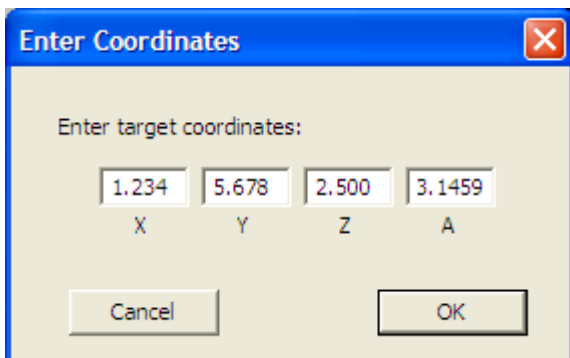 Enter Coordinates
Enter target coordinates:
1.234 5.678 2.500 3.1459
X Y Z A
Cancel OK